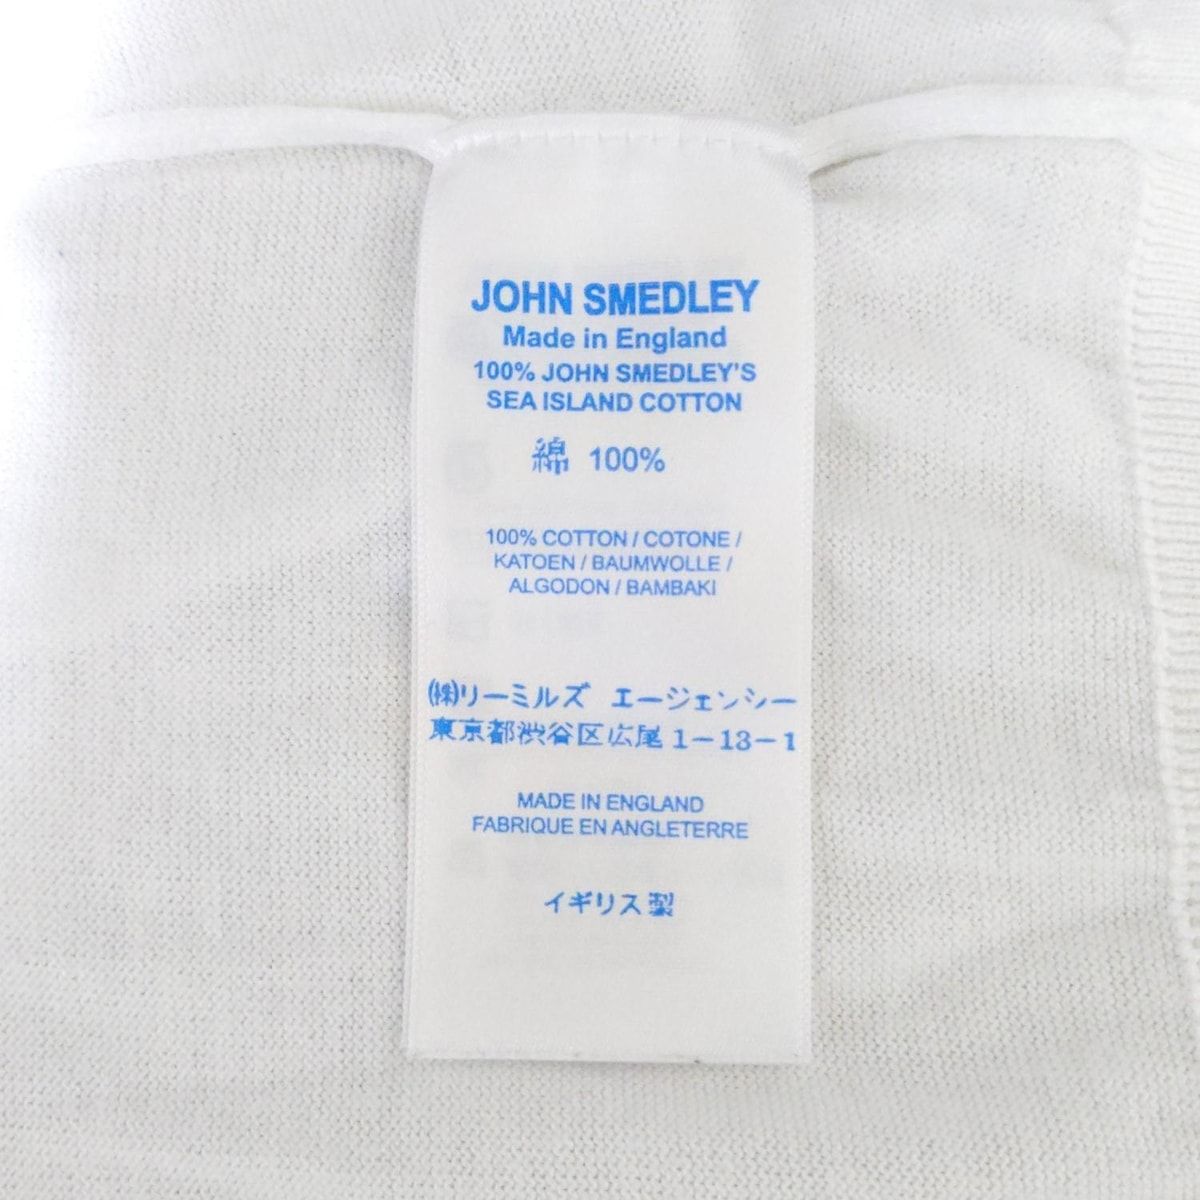 JOHN SMEDLEY
Made in England
100% JOHN SMEDLEY'S
SEA ISLAND COTTON
綿 100%
100% COTTON / COTONE /
KATOEN / BAUMWOLLE /
ALGODON / BAMBAKI
㈱リーミルズ エージェンシー
東京都渋谷区広尾1-13-1
MADE IN ENGLAND
FABRIQUE EN ANGLETERRE
イギリス製